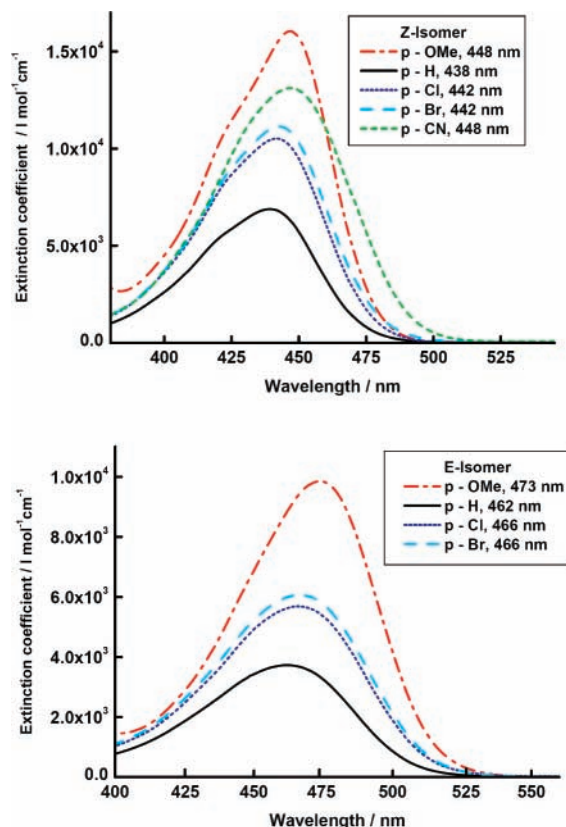 Z-Isomer
p - OMe, 448 nm
p - H, 438 nm
p - Cl, 442 nm
p - Br, 442 nm
p - CN, 448 nm
Extinction coefficient / l mol⁻¹cm⁻¹
1.5x10⁴
1.0x10⁴
5.0x10³
0.0
400 425 450 475 500 525
Wavelength / nm
E-Isomer
p - OMe, 473 nm
p - H, 462 nm
p - Cl, 466 nm
p - Br, 466 nm
Extinction coefficient / l mol⁻¹cm⁻¹
1.0x10⁴
8.0x10³
6.0x10³
4.0x10³
2.0x10³
0.0
400 425 450 475 500 525 550
Wavelength / nm